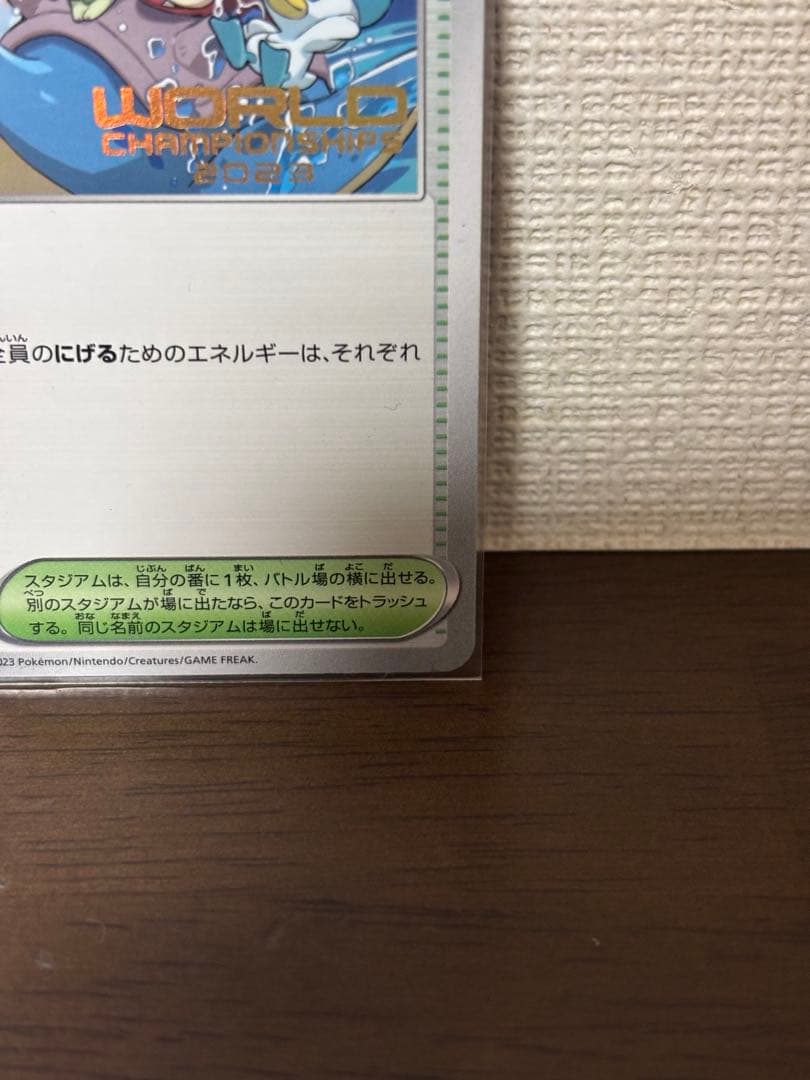 WORLD
CHAMPIONSHIPS
2023
員のにげるためのエネルギーは、それぞれ
スタジアムは、自分の番に1枚、バトル場の横に出せる。
別のスタジアムが場に出たなら、このカードをトラッシュ
する。同じ名前のスタジアムは場に出せない。
023 Pokémon/Nintendo/Creatures/GAME FREAK.